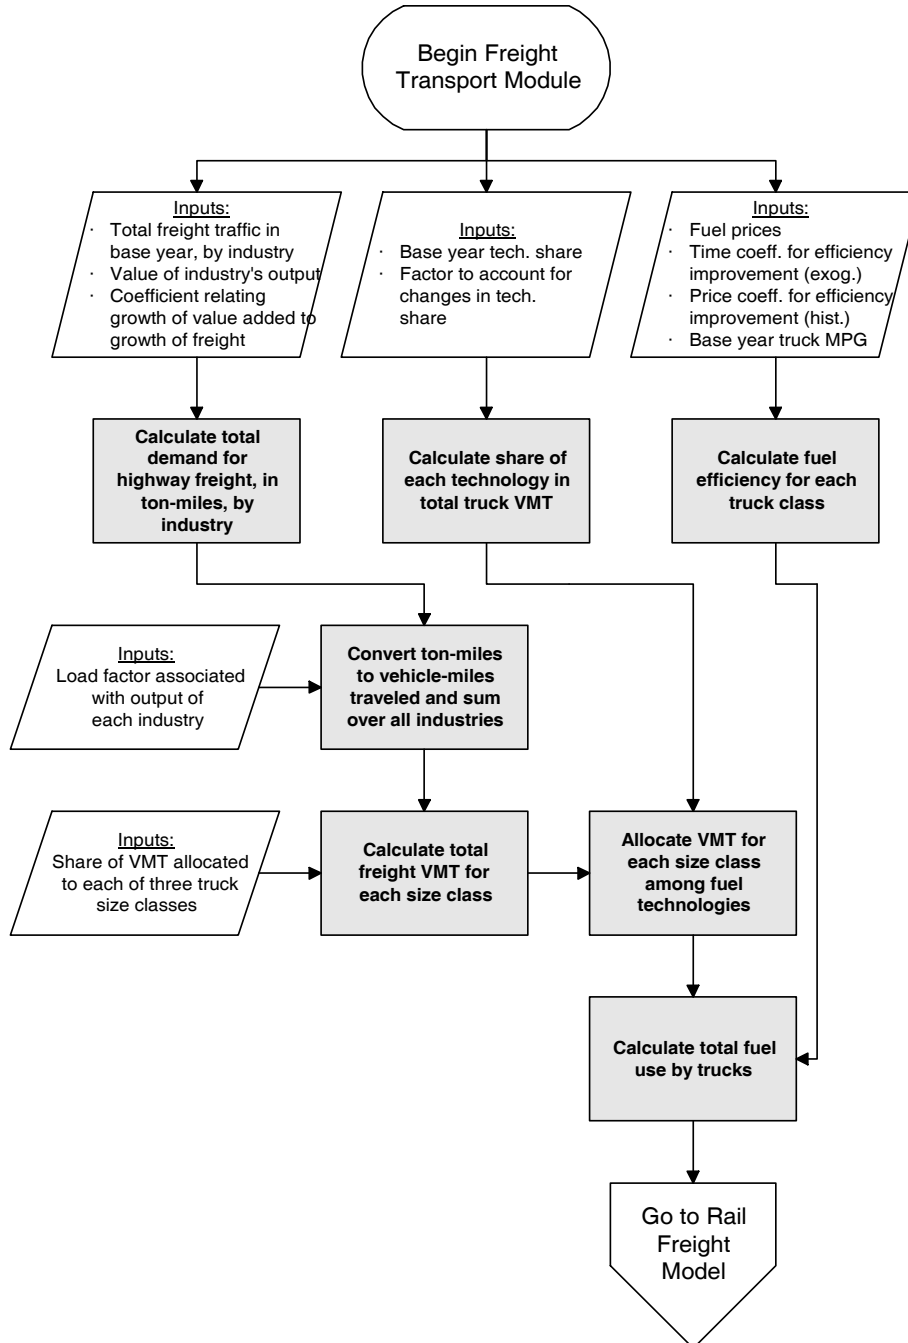 Begin Freight
Transport Module
Inputs:
· Total freight traffic in
base year, by industry
· Value of industry's output
· Coefficient relating
growth of value added to
growth of freight
Inputs:
· Base year tech. share
· Factor to account for
changes in tech.
share
Inputs:
· Fuel prices
· Time coeff. for efficiency
improvement (exog.)
· Price coeff. for efficiency
improvement (hist.)
· Base year truck MPG
Calculate total
demand for
highway freight, in
ton-miles, by
industry
Calculate share of
each technology in
total truck VMT
Calculate fuel
efficiency for each
truck class
Inputs:
Load factor associated
with output of
each industry
Convert ton-miles
to vehicle-miles
traveled and sum
over all industries
Inputs:
Share of VMT allocated
to each of three truck
size classes
Calculate total
freight VMT for
each size class
Allocate VMT for
each size class
among fuel
technologies
Calculate total fuel
use by trucks
Go to Rail
Freight
Model